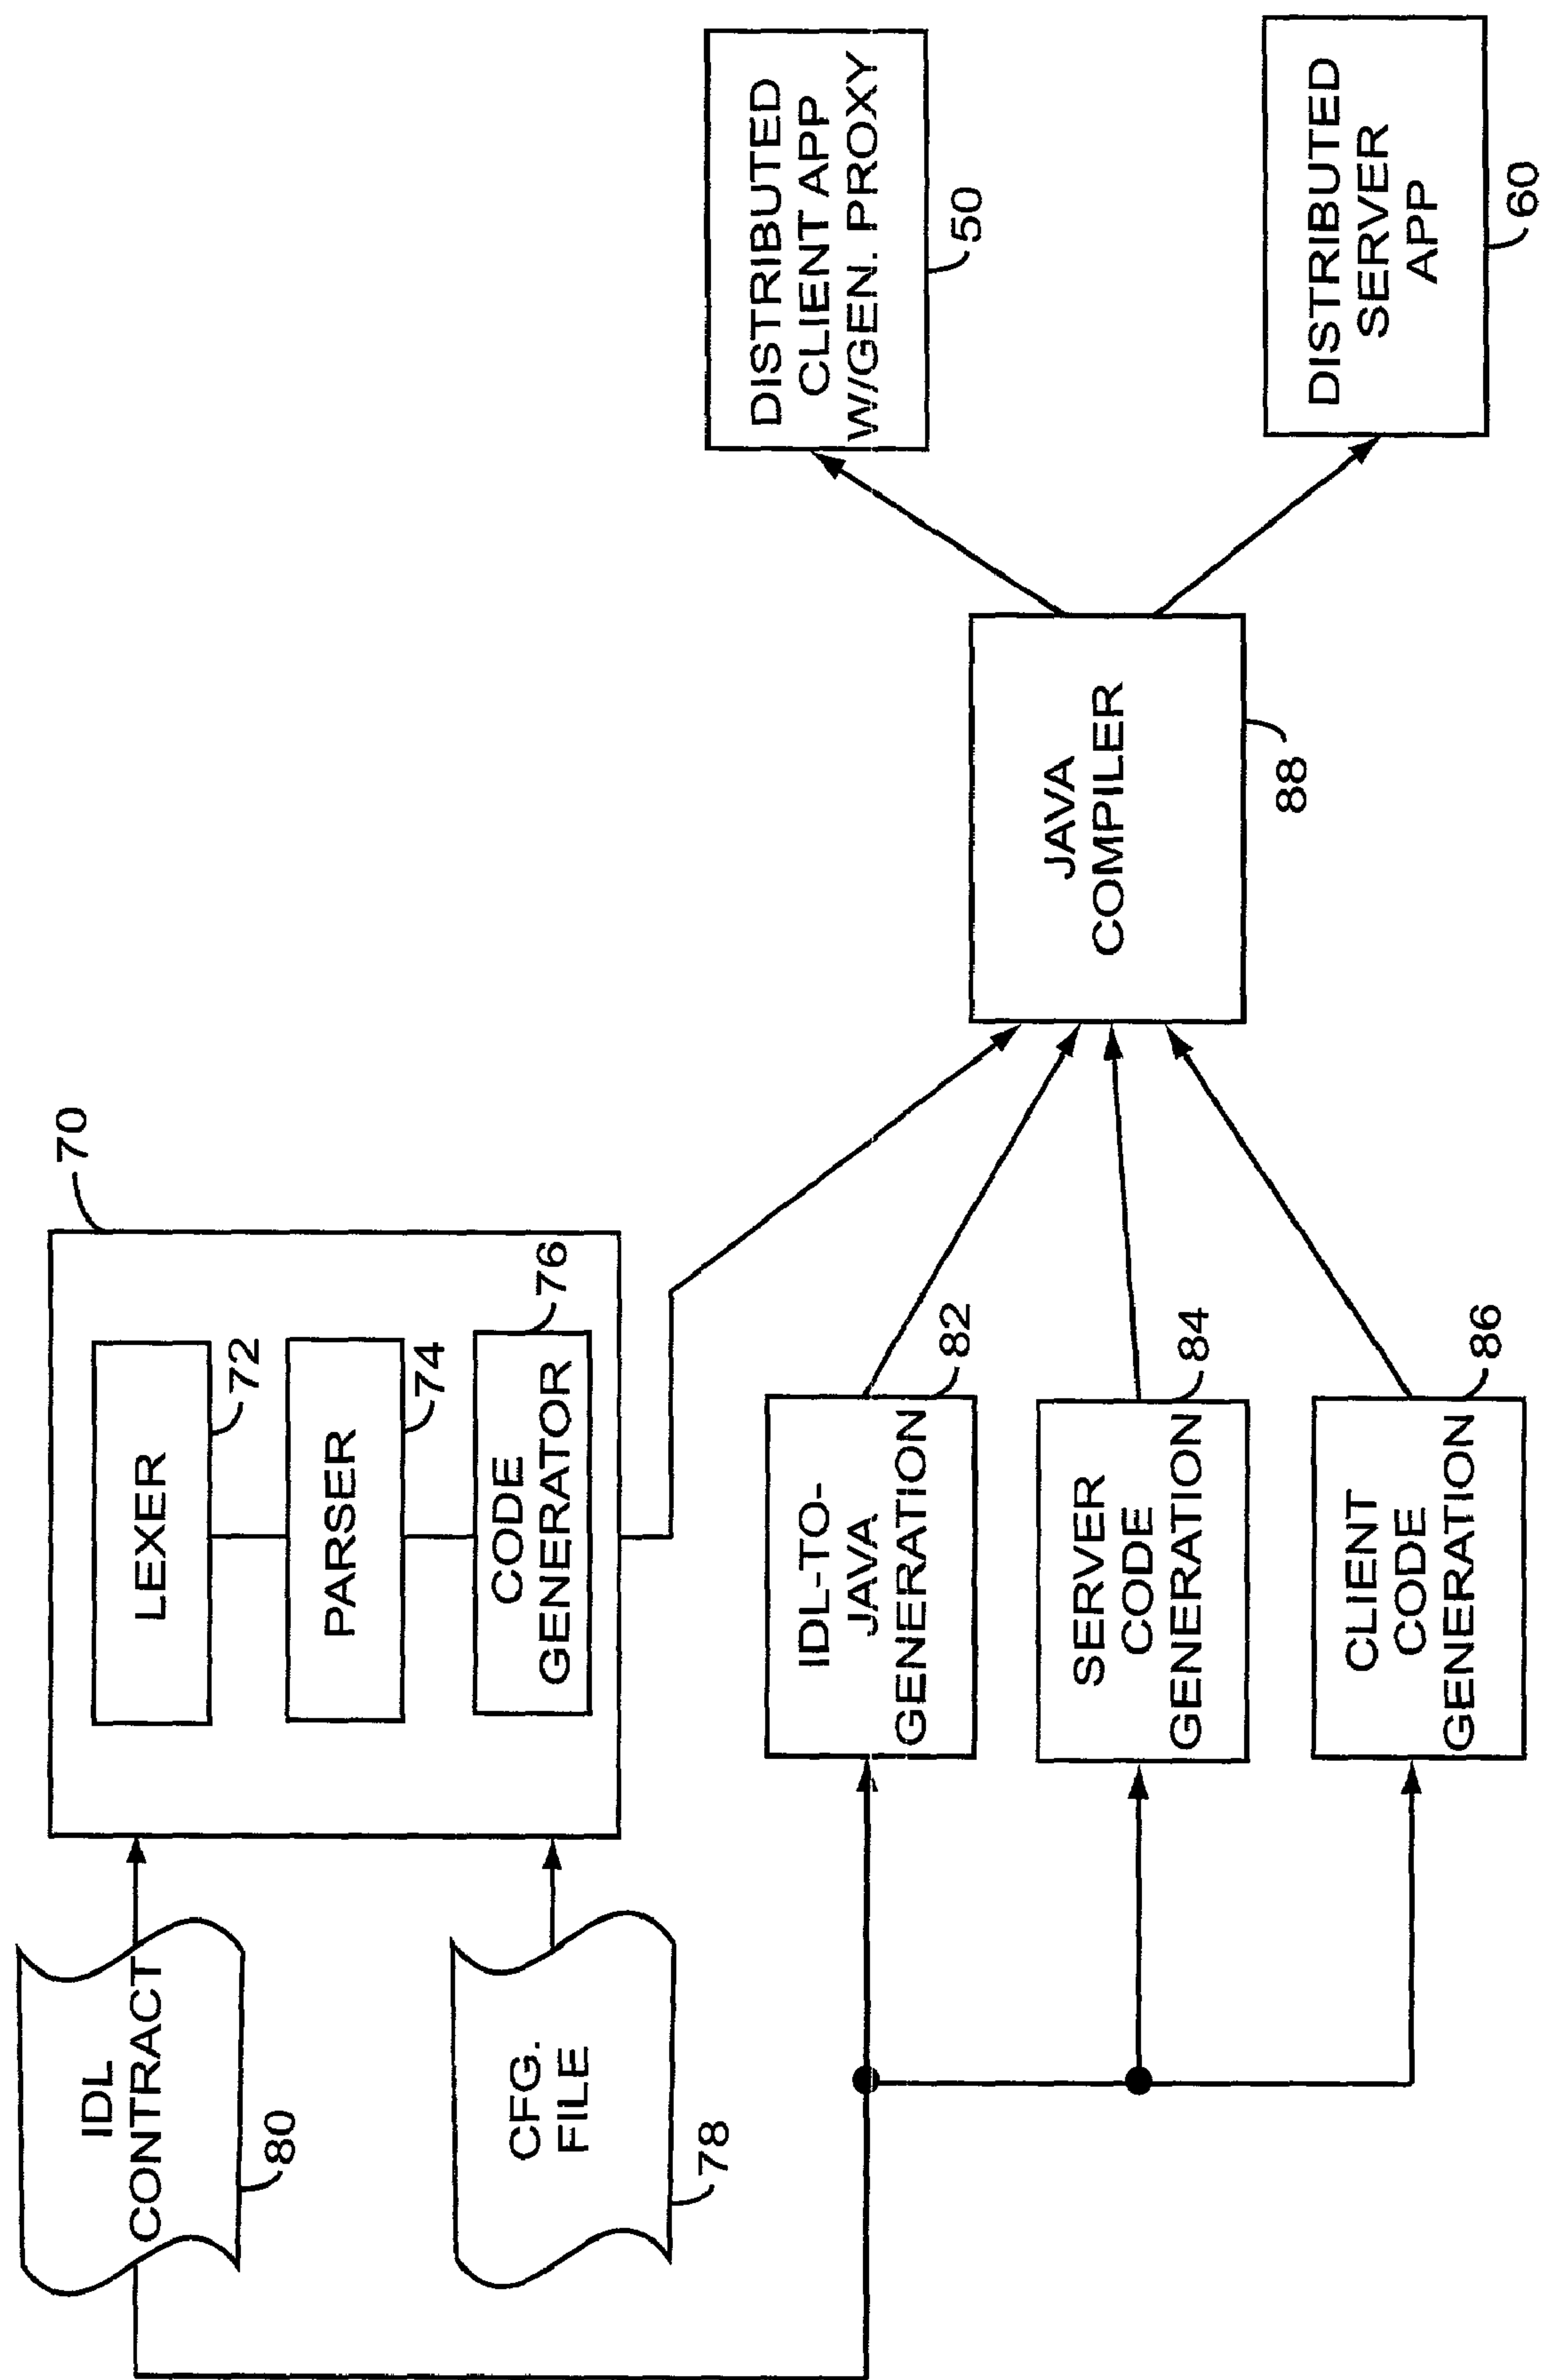 IDL
CONTRACT
80
CFG.
FILE
78
70
LEXER
72
PARSER
74
CODE
GENERATOR
76
IDL-TO-
JAVA
GENERATION
82
SERVER
CODE
GENERATION
84
CLIENT
CODE
GENERATION
86
JAVA
COMPILER
88
DISTRIBUTED
CLIENT APP
W/GEN. PROXY
50
DISTRIBUTED
SERVER
APP
60